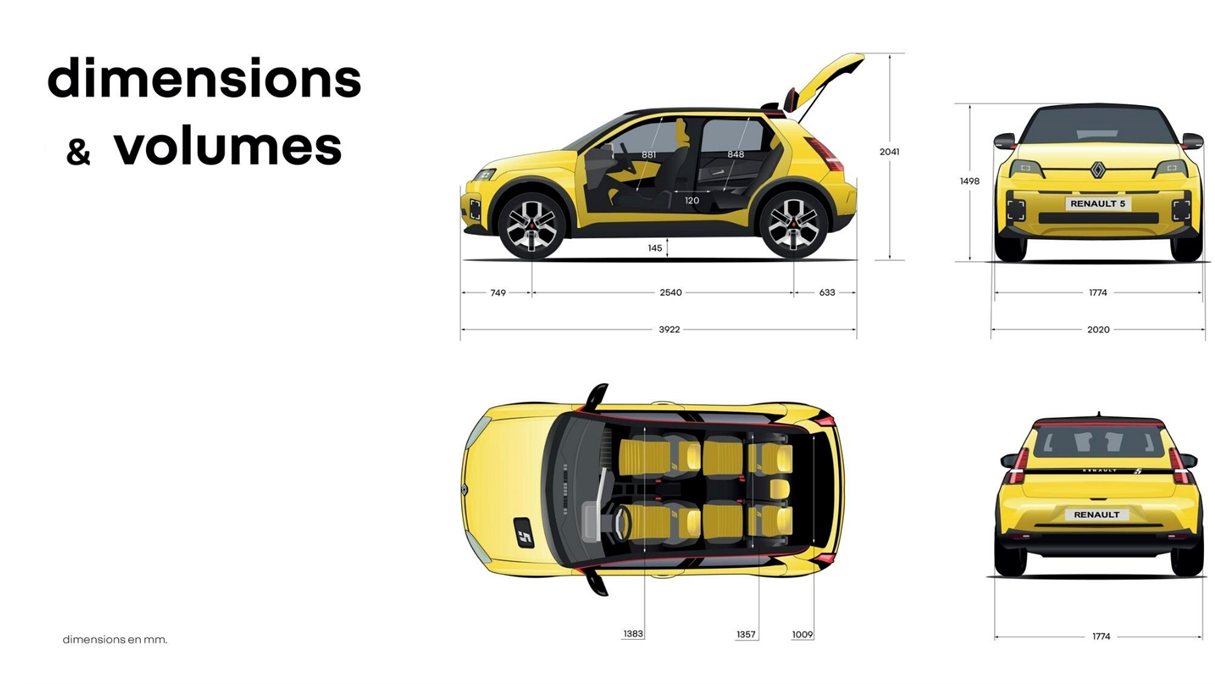 dimensions
& volumes
881
848
120
145
2041
749
2540
633
3922
1498
RENAULT 5
1774
2020
5
1383
1357
1009
RENAULT
RENAULT
1774
dimensions en mm.